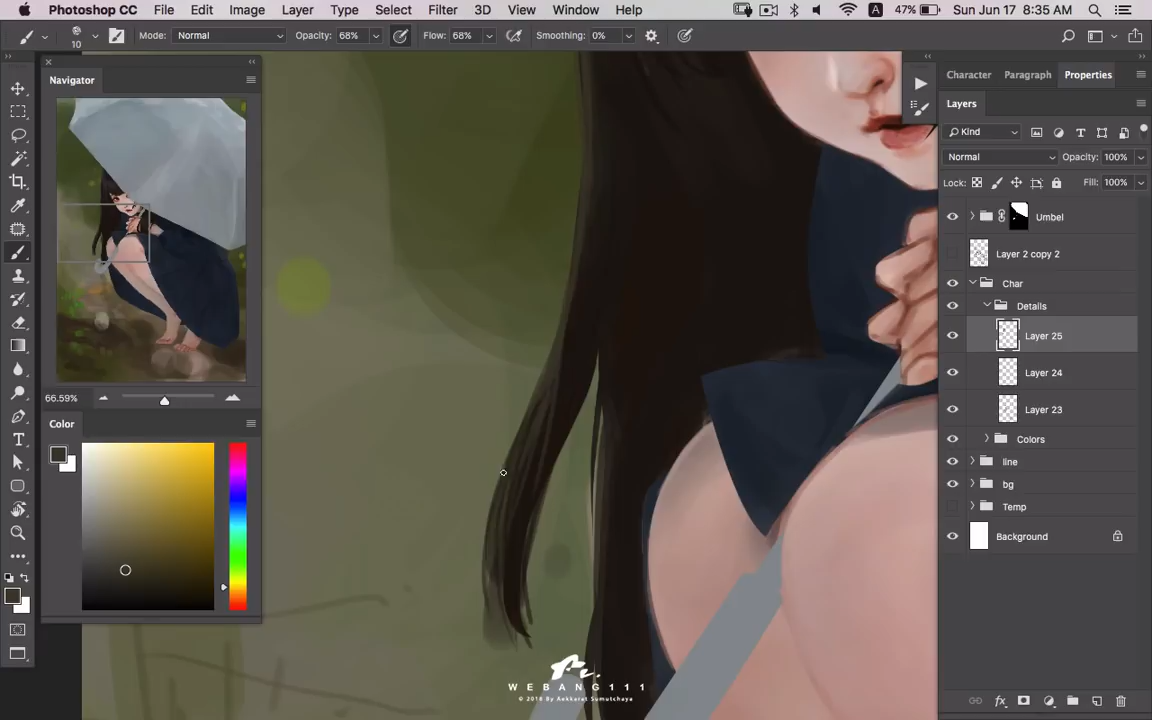 Photoshop CC File Edit Image Layer Type Select Filter 3D View Window Help A 47% Sun Jun 17 8:35 AM
10 Mode: Normal Opacity: 68% Flow: 68% Smoothing: 0%
Navigator
66.59%
Color
Character Paragraph Properties
Layers
Kind
Normal Opacity: 100%
Lock: Fill: 100%
Umbel
Layer 2 copy 2
Char
Details
Layer 25
Layer 24
Layer 23
Colors
line
bg
Temp
Background
WEBANG111
© 2018 By Aekkarat Sumutchaya